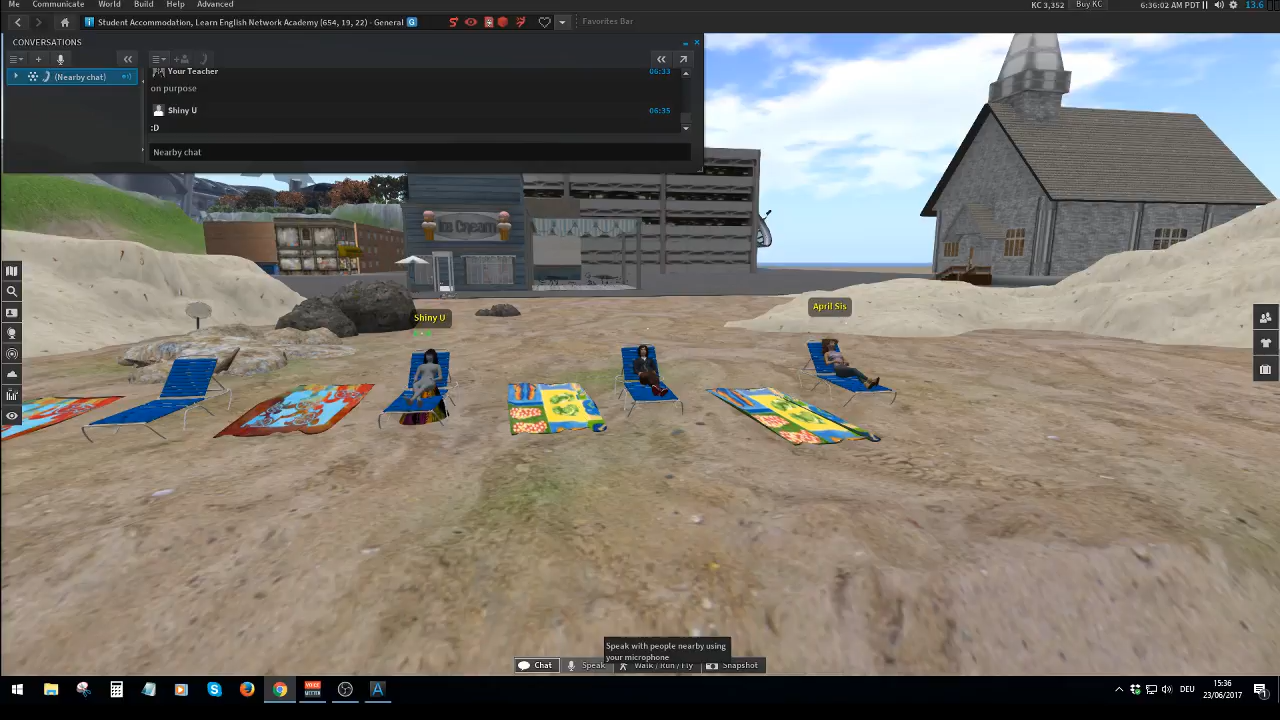 Me Communicate World Build Help Advanced
KC 3,352 Buy KC 6:36:02 AM PDT 13.6
Student Accommodation, Learn English Network Academy (654, 19, 22) - General G
Favorites Bar
CONVERSATIONS
(Nearby chat)
Your Teacher 06:33
on purpose
Shiny U 06:35
:D
Nearby chat
Ice Cream
April Sis
Shiny U
Speak with people nearby using
your microphone
Chat Speak Walk / Run / Fly Snapshot
VOICE
MEETER
DEU
15:36
23/06/2017